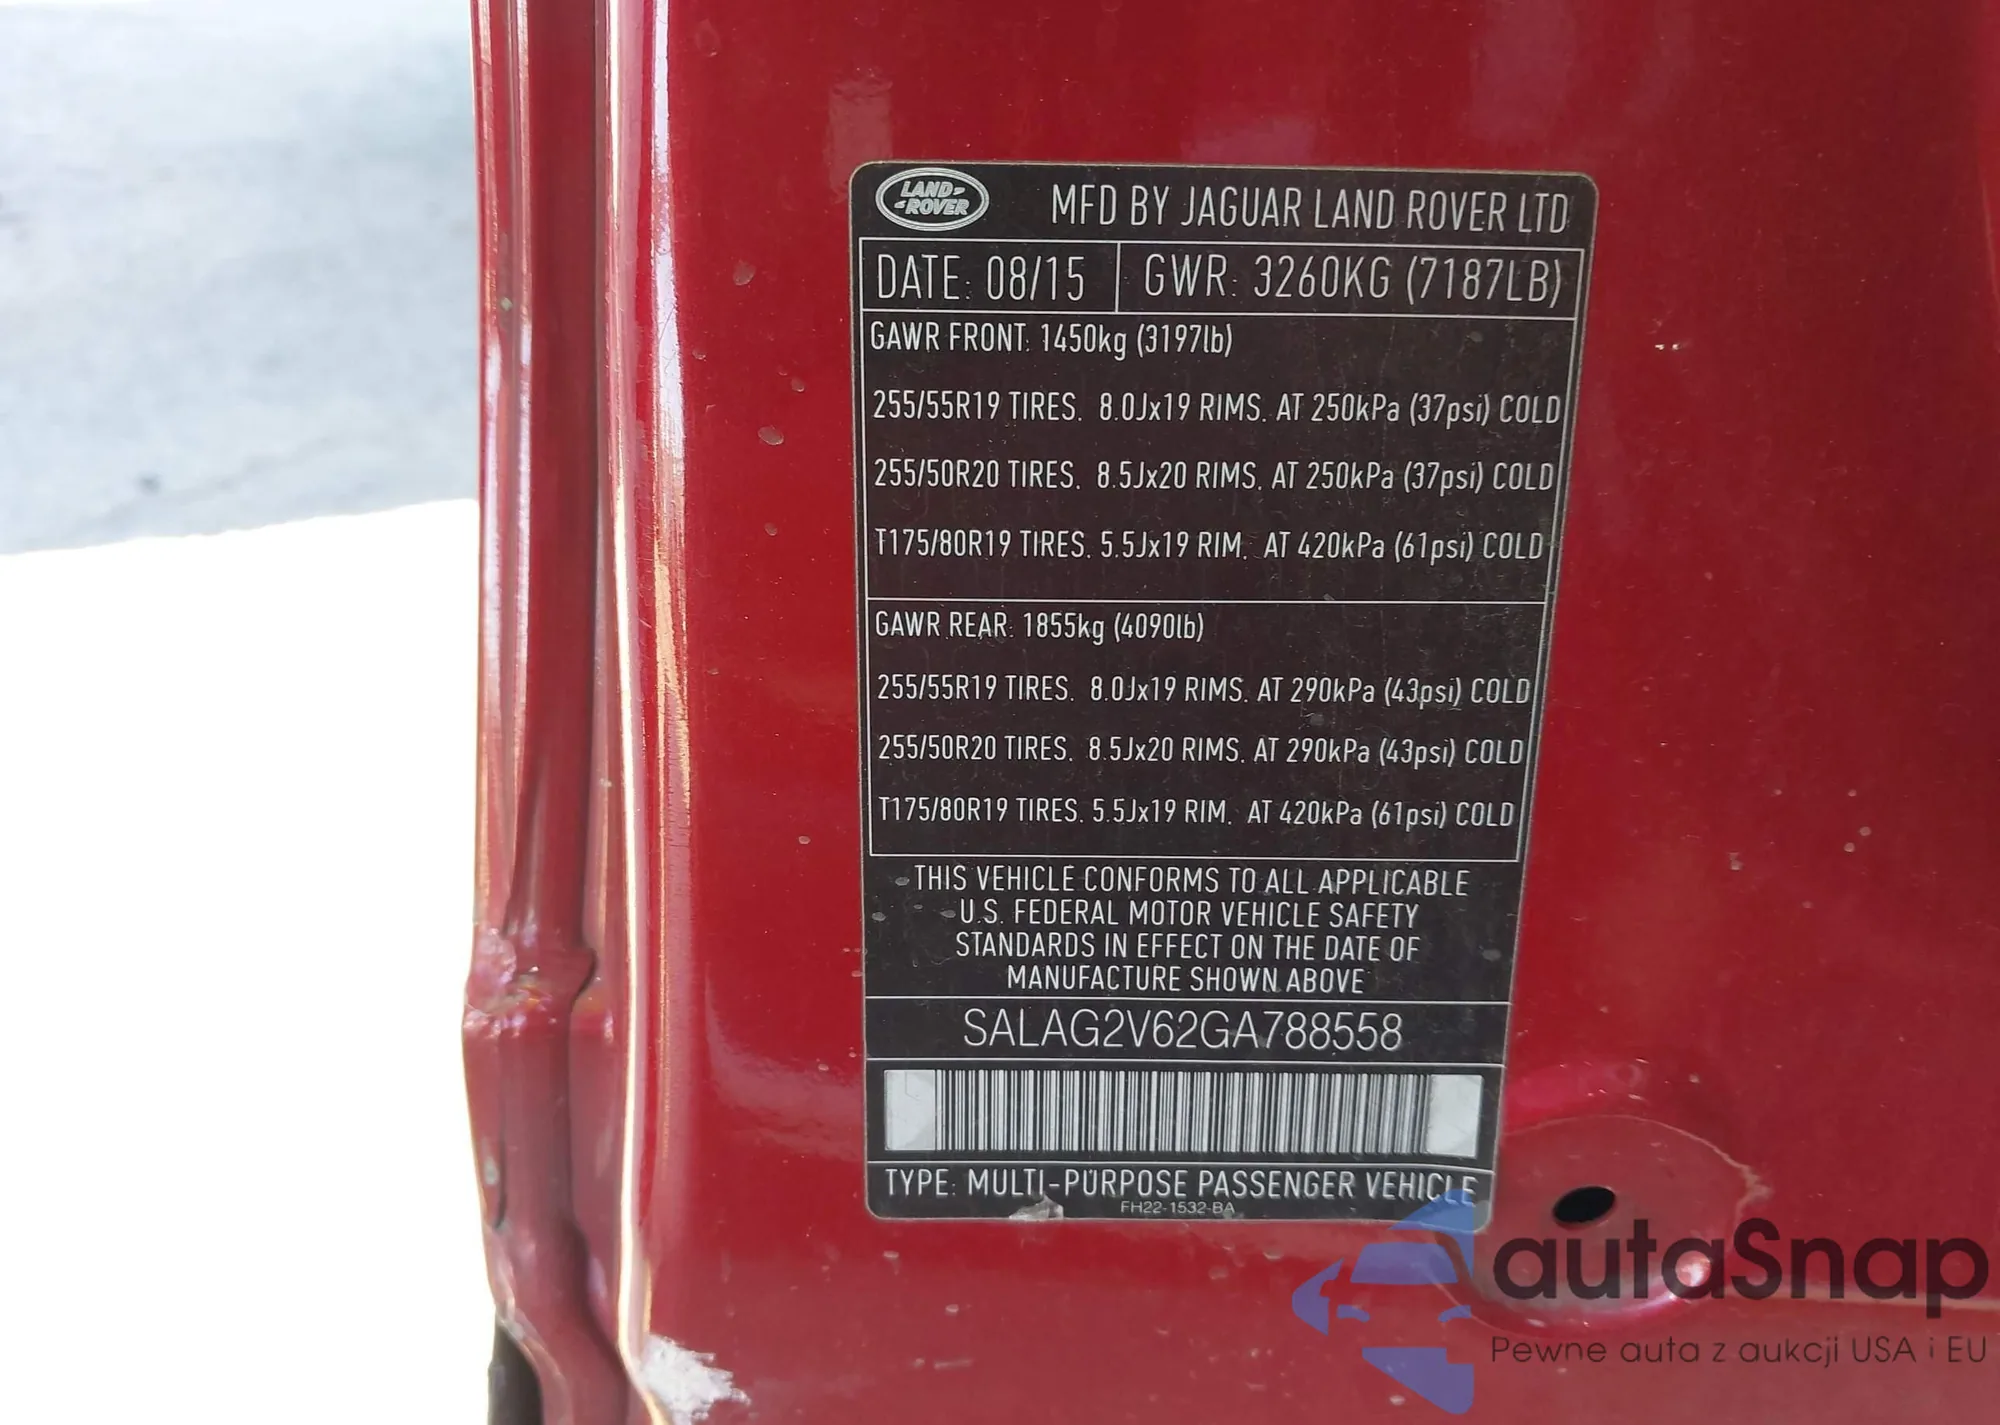 LAND-
ROVER
MFD BY JAGUAR LAND ROVER LTD
DATE: 08/15 GWR: 3260KG (7187LB)
GAWR FRONT: 1450kg (3197lb)
255/55R19 TIRES. 8.0Jx19 RIMS. AT 250kPa (37psi) COLD
255/50R20 TIRES. 8.5Jx20 RIMS. AT 250kPa (37psi) COLD
T175/80R19 TIRES. 5.5Jx19 RIM. AT 420kPa (61psi) COLD
GAWR REAR: 1855kg (4090lb)
255/55R19 TIRES. 8.0Jx19 RIMS. AT 290kPa (43psi) COLD
255/50R20 TIRES. 8.5Jx20 RIMS. AT 290kPa (43psi) COLD
T175/80R19 TIRES. 5.5Jx19 RIM. AT 420kPa (61psi) COLD
THIS VEHICLE CONFORMS TO ALL APPLICABLE
U.S. FEDERAL MOTOR VEHICLE SAFETY
STANDARDS IN EFFECT ON THE DATE OF
MANUFACTURE SHOWN ABOVE
SALAG2V62GA788558
TYPE: MULTI-PURPOSE PASSENGER VEHICLE
FH22-1532-BA
autaSnap
Pewne auta z aukcji USA i EU